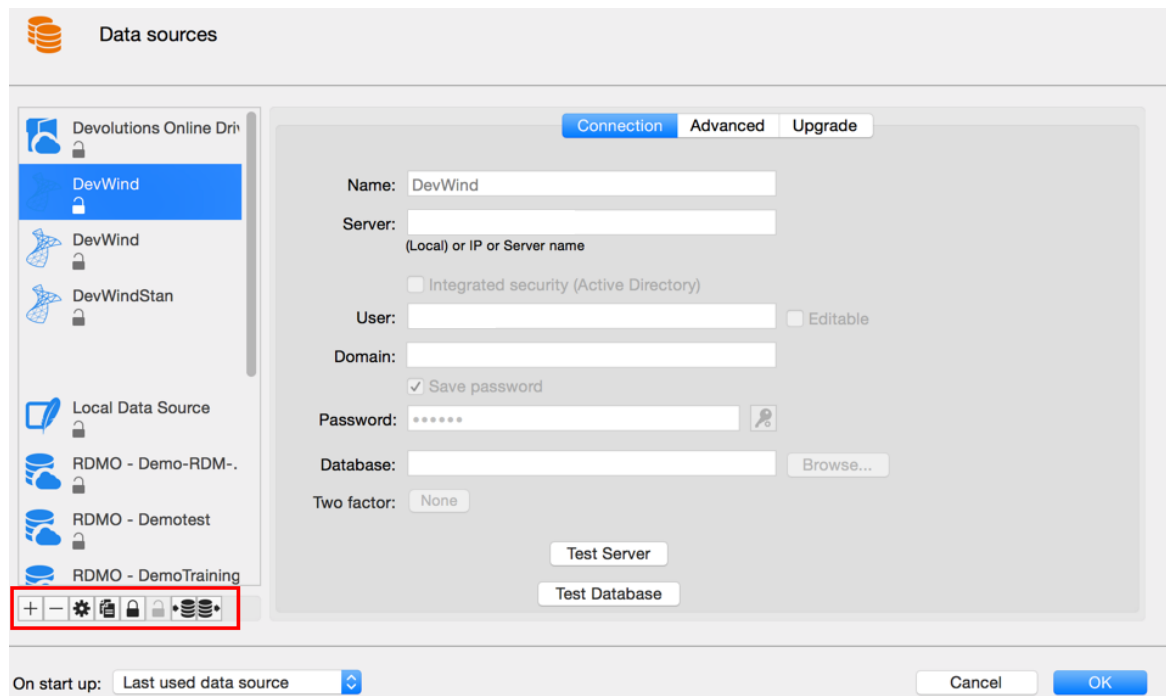 Data sources
Devolutions Online Driv
DevWind
DevWind
DevWindStan
Local Data Source
RDMO - Demo-RDM-.
RDMO - Demotest
RDMO - DemoTraining
Connection Advanced Upgrade
Name: DevWind
Server:
(Local) or IP or Server name
Integrated security (Active Directory)
User: Editable
Domain:
Save password
Password: ••••••
Database: Browse...
Two factor: None
Test Server
Test Database
On start up: Last used data source
Cancel OK